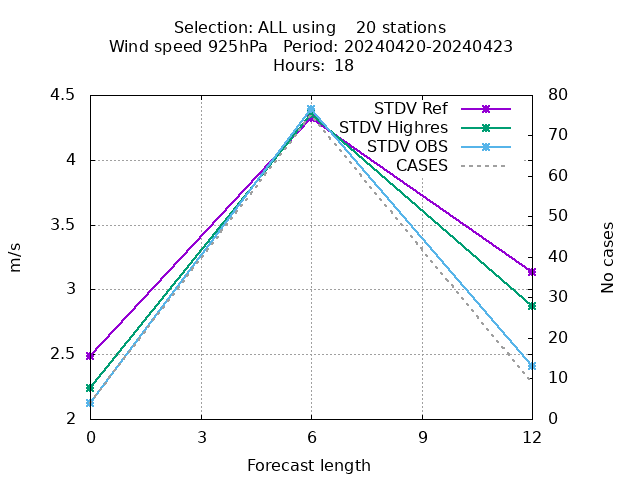 Selection: ALL using    20 stations
Wind speed 925hPa   Period: 20240420-20240423
Hours:  18
4.5
4
3.5
3
2.5
2
m/s
STDV Ref
STDV Highres
STDV OBS
CASES
80
70
60
50
40
30
20
10
0
No cases
0
3
6
9
12
Forecast length